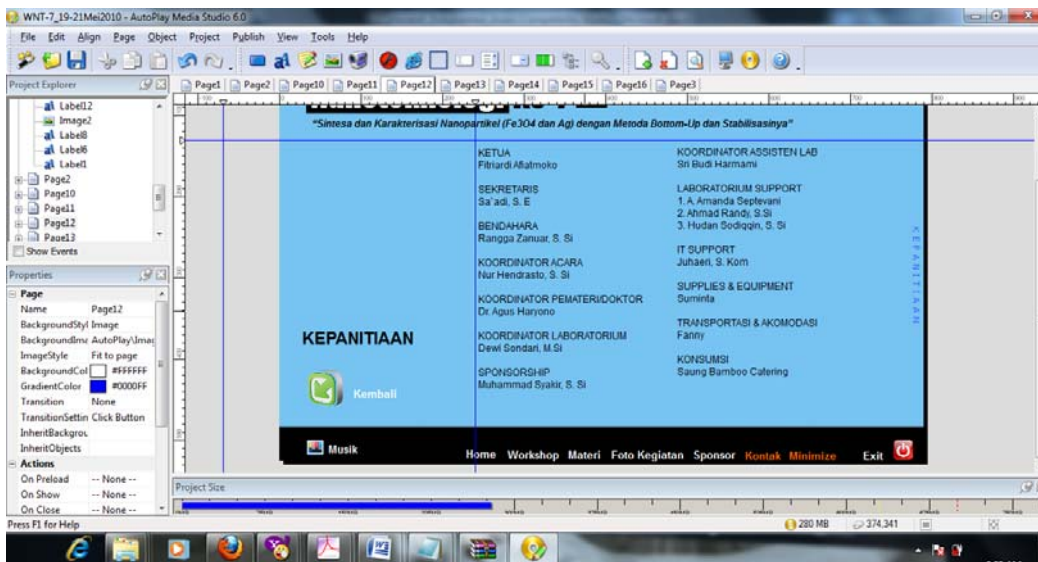 WNT-7_19-21Mei2010 - AutoPlay Media Studio 6.0
File Edit Align Page Object Project Publish View Tools Help
Project Explorer
Page1 Page2 Page10 Page11 Page12 Page13 Page14 Page15 Page16 Page3
Label12
Image2
Label8
Label6
Label1
Page2
Page10
Page11
Page12
Page13
Show Events
Properties
Page
Name Page12
BackgroundStyl Image
BackgroundIma AutoPlay\Imag
ImageStyle Fit to page
BackgroundCol #FFFFFF
GradientColor #0000FF
Transition None
TransitionSettin Click Button
InheritBackgrou
InheritObjects
Actions
On Preload -- None --
On Show -- None --
On Close -- None --
"Sintesa dan Karakterisasi Nanopartikel (Fe3O4 dan Ag) dengan Metoda Bottom-Up dan Stabilisasinya"
KETUA
Fitriardi Afiatmoko
SEKRETARIS
Sa'adi, S. E
BENDAHARA
Rangga Zanuar, S. Si
KOORDINATOR ACARA
Nur Hendrasto, S. Si
KOORDINATOR PEMATERI/DOKTOR
Dr. Agus Haryono
KOORDINATOR LABORATORIUM
Dewi Sondari, M.Si
SPONSORSHIP
Muhammad Syakir, S. Si
KOORDINATOR ASSISTEN LAB
Sri Budi Harmami
LABORATORIUM SUPPORT
1. A. Amanda Septevani
2. Ahmad Randy, S.Si
3. Hudan Sodiqqin, S. Si
IT SUPPORT
Juhaeri, S. Kom
SUPPLIES & EQUIPMENT
Suminta
TRANSPORTASI & AKOMODASI
Fanny
KONSUMSI
Saung Bamboo Catering
KEPANITIAAN
KEPANITIAAN
Kembali
Musik
Home Workshop Materi Foto Kegiatan Sponsor Kontak Minimize Exit
Project Size
Press F1 for Help
280 MB
374,341